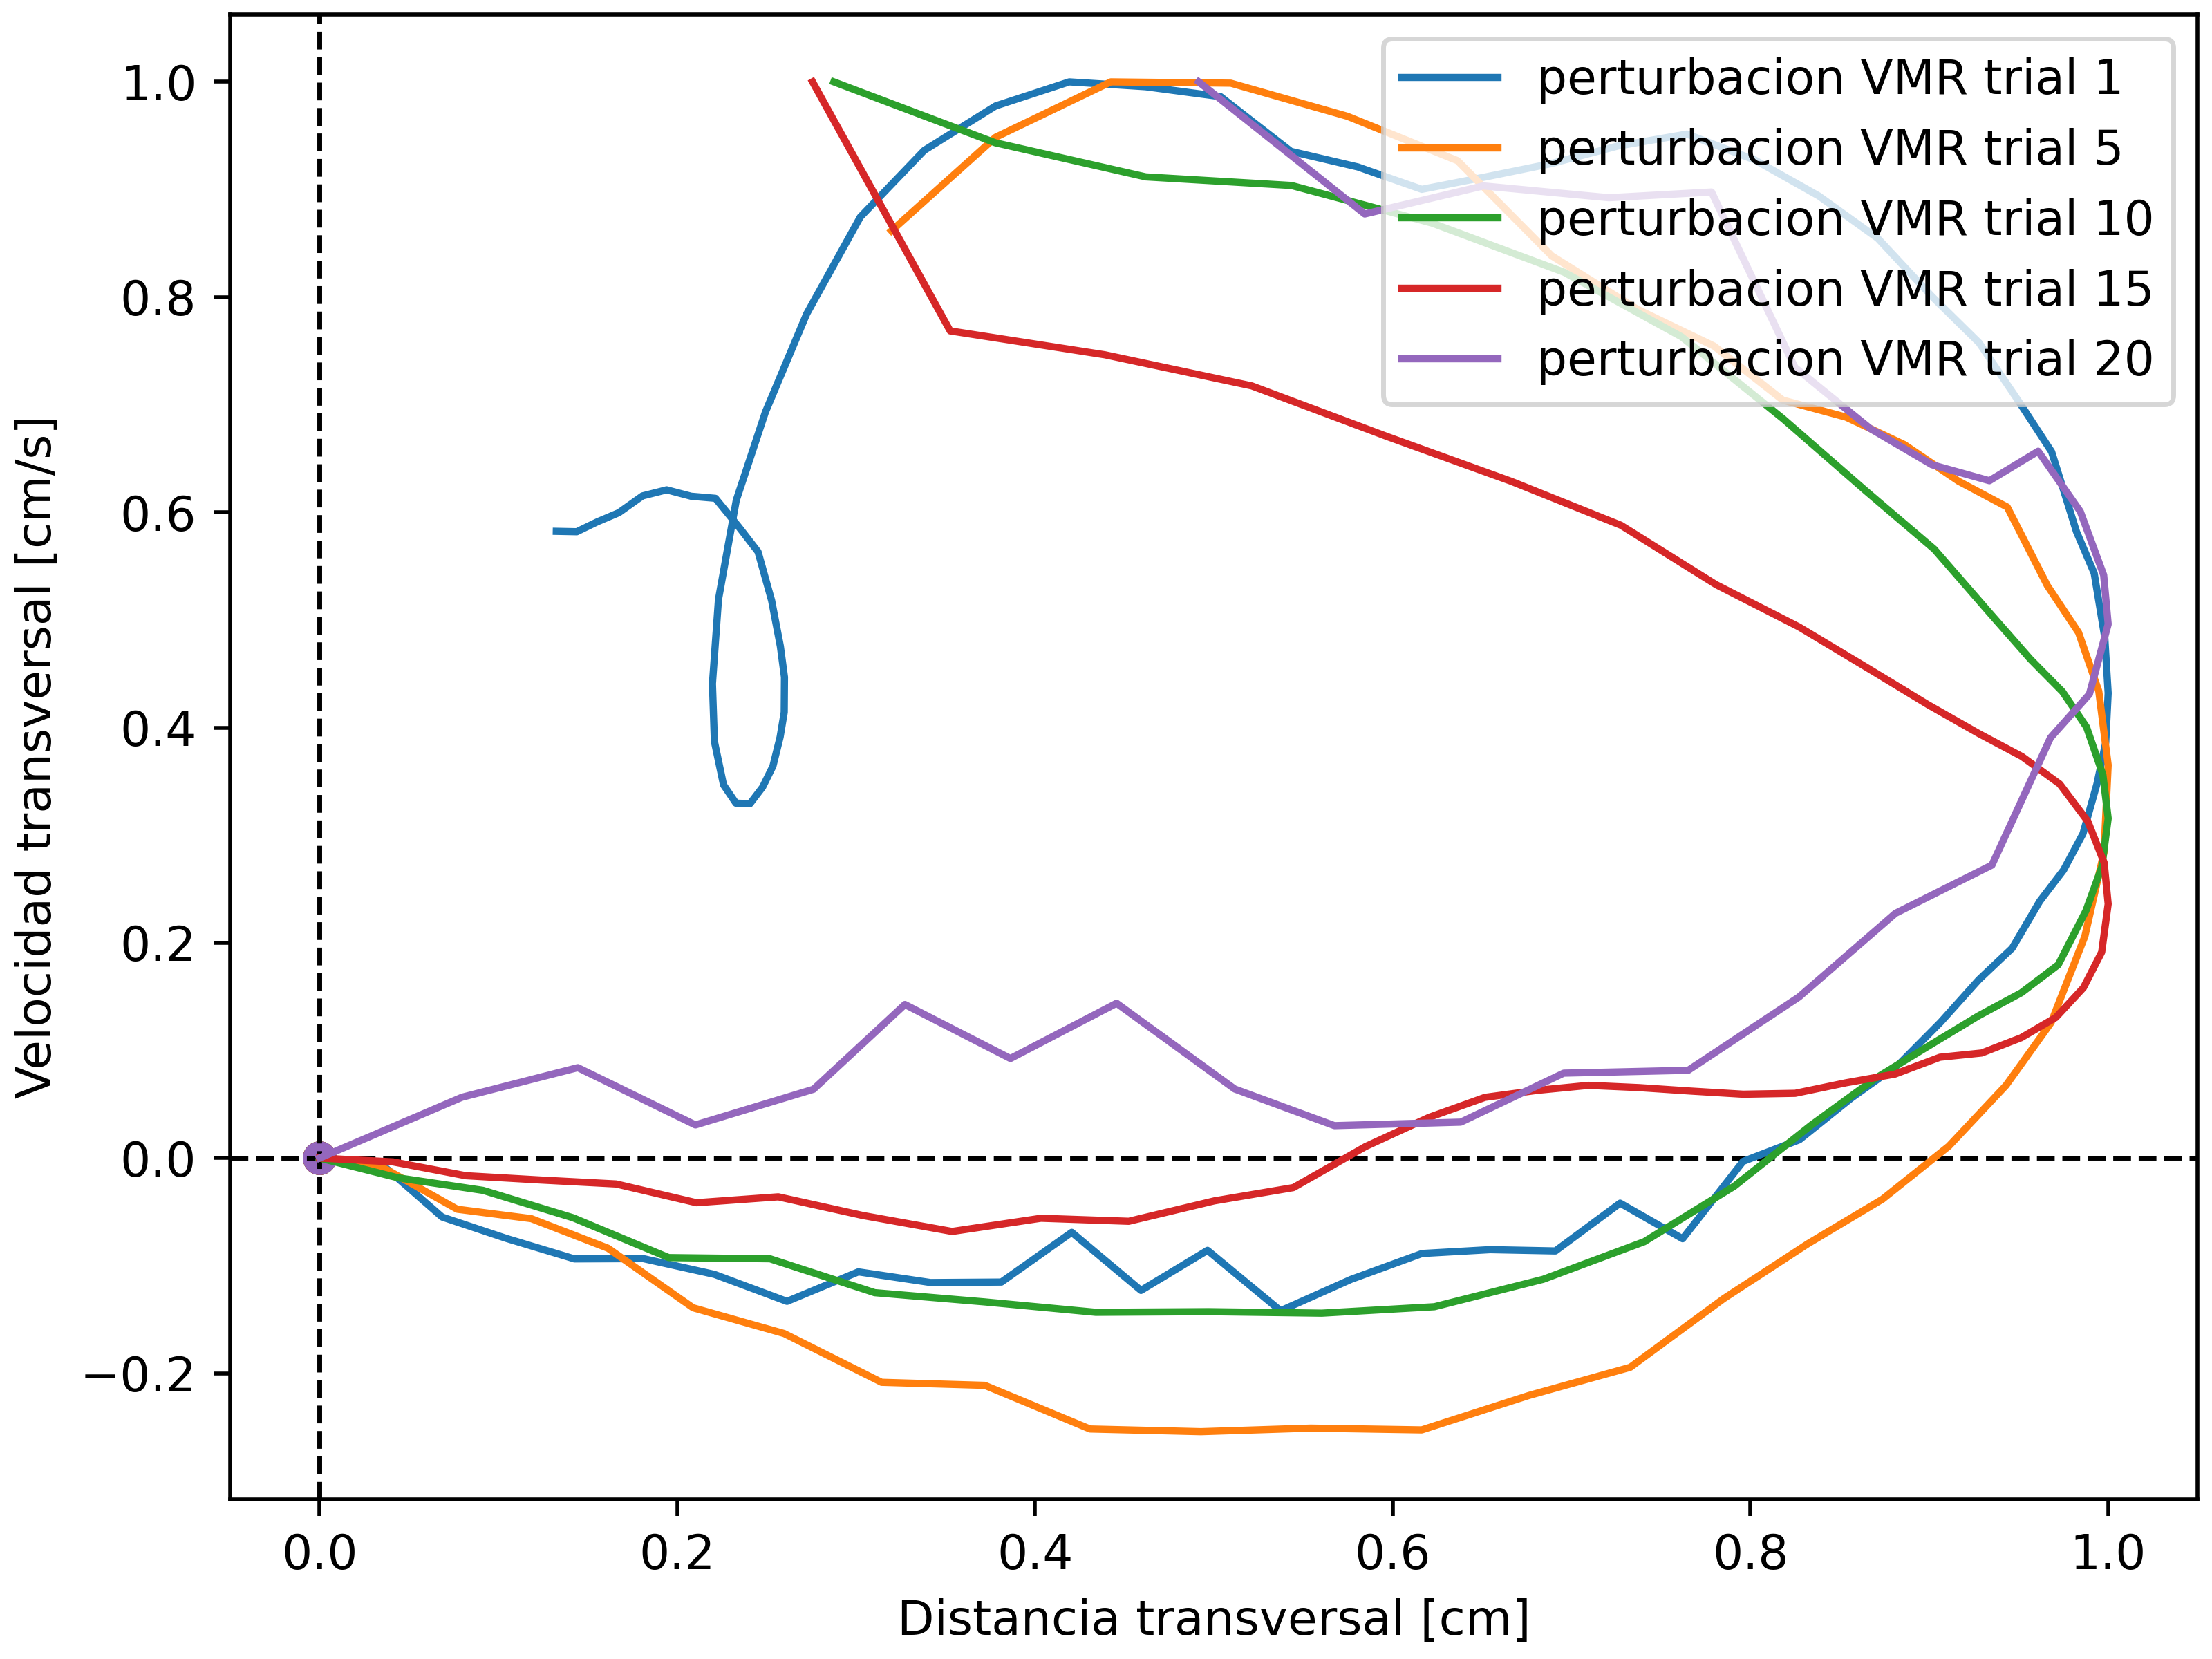 perturbacion VMR trial 1
perturbacion VMR trial 5
perturbacion VMR trial 10
perturbacion VMR trial 15
perturbacion VMR trial 20
Velocidad transversal [cm/s]
1.0
0.8
0.6
0.4
0.2
0.0
−0.2
0.0 0.2 0.4 0.6 0.8 1.0
Distancia transversal [cm]